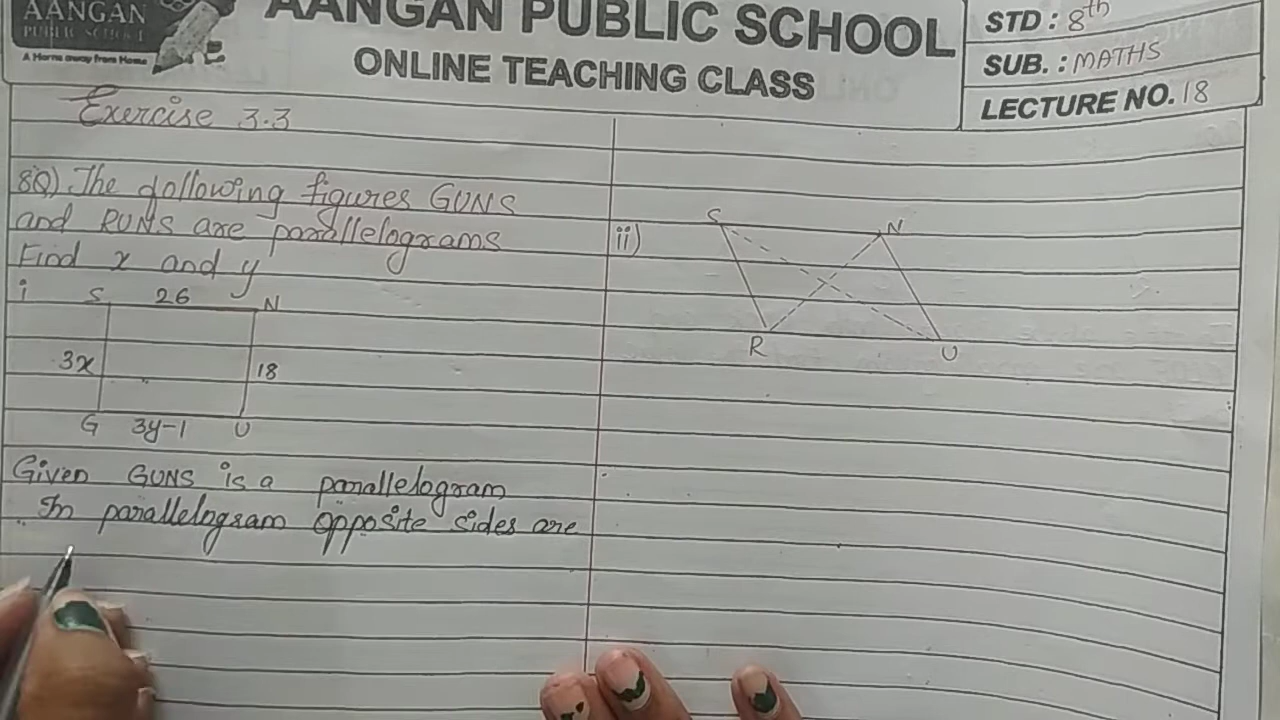 AANGAN
PUBLIC SCHOOL
A Home away from Home
AANGAN PUBLIC SCHOOL
ONLINE TEACHING CLASS
STD : 8th
SUB. : MATHS
LECTURE NO. 18
Exercise 3.3
8Q) The following figures GUNS
and RUNS are parallelograms
Find x and y
i S 26 N
3x 18
G 3y-1 U
Given GUNS is a parallelogram
In parallelogram opposite sides are
ii) S N
R U